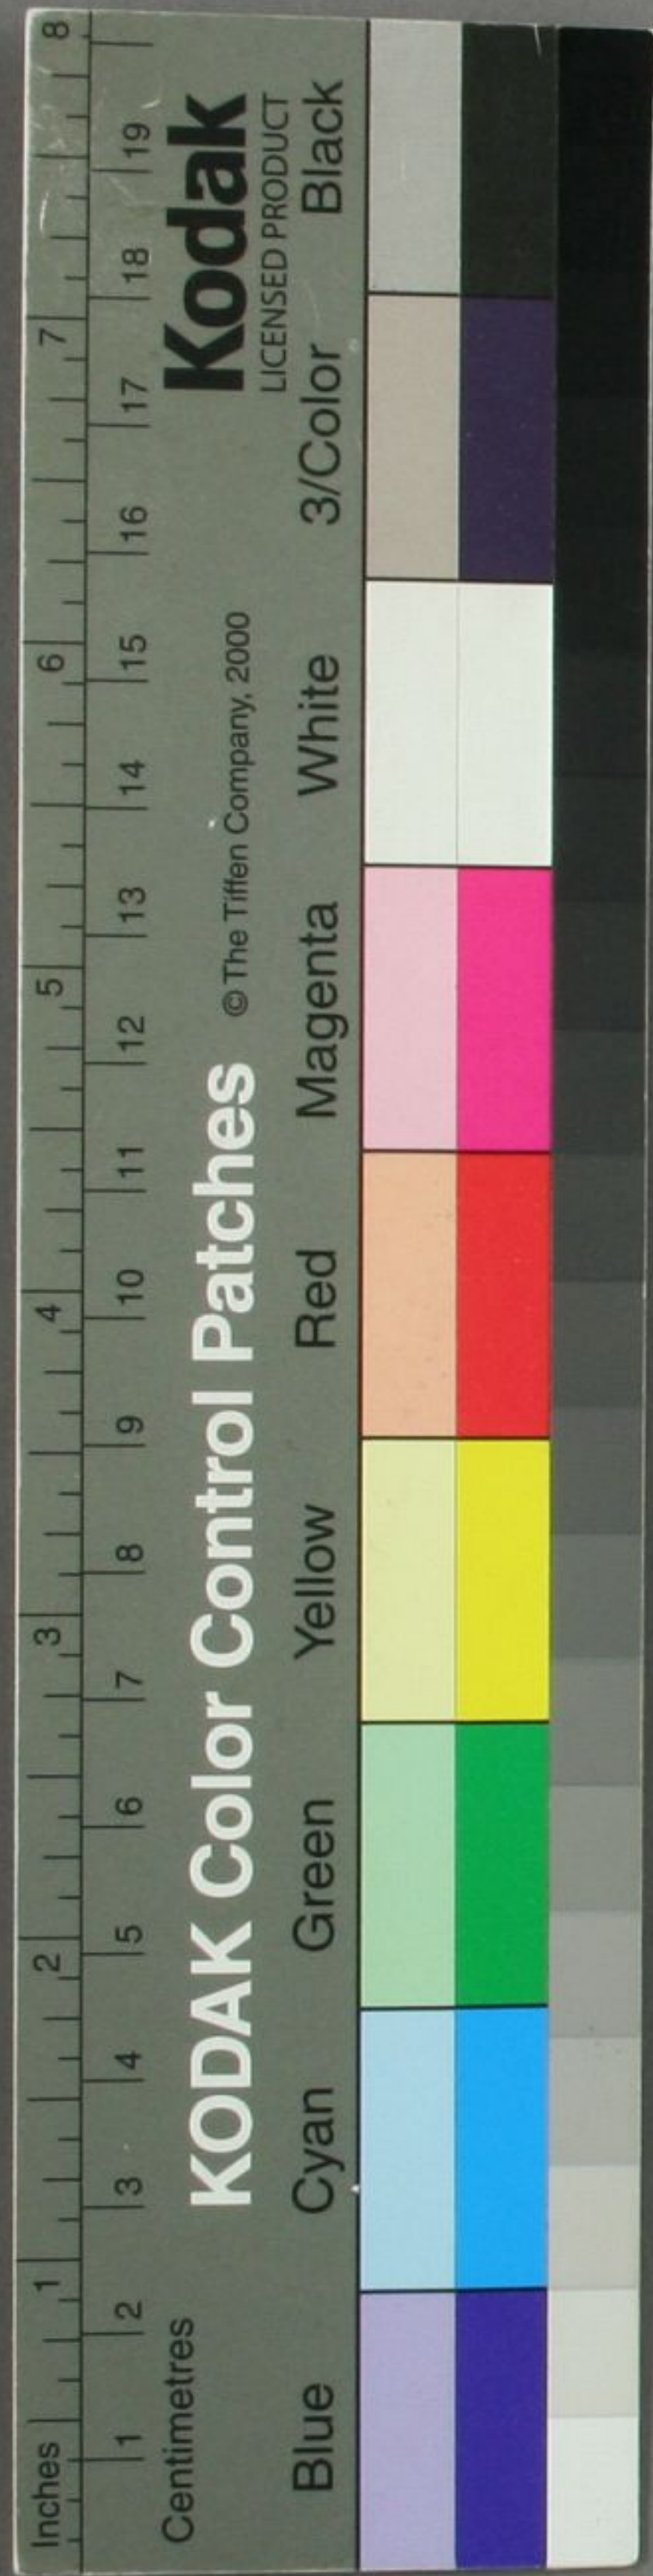 Inches 1 2 3 4 5 6 7 8
Centimetres 1 2 3 4 5 6 7 8 9 10 11 12 13 14 15 16 17 18 19
KODAK Color Control Patches © The Tiffen Company, 2000 Kodak
LICENSED PRODUCT
Blue Cyan Green Yellow Red Magenta White 3/Color Black